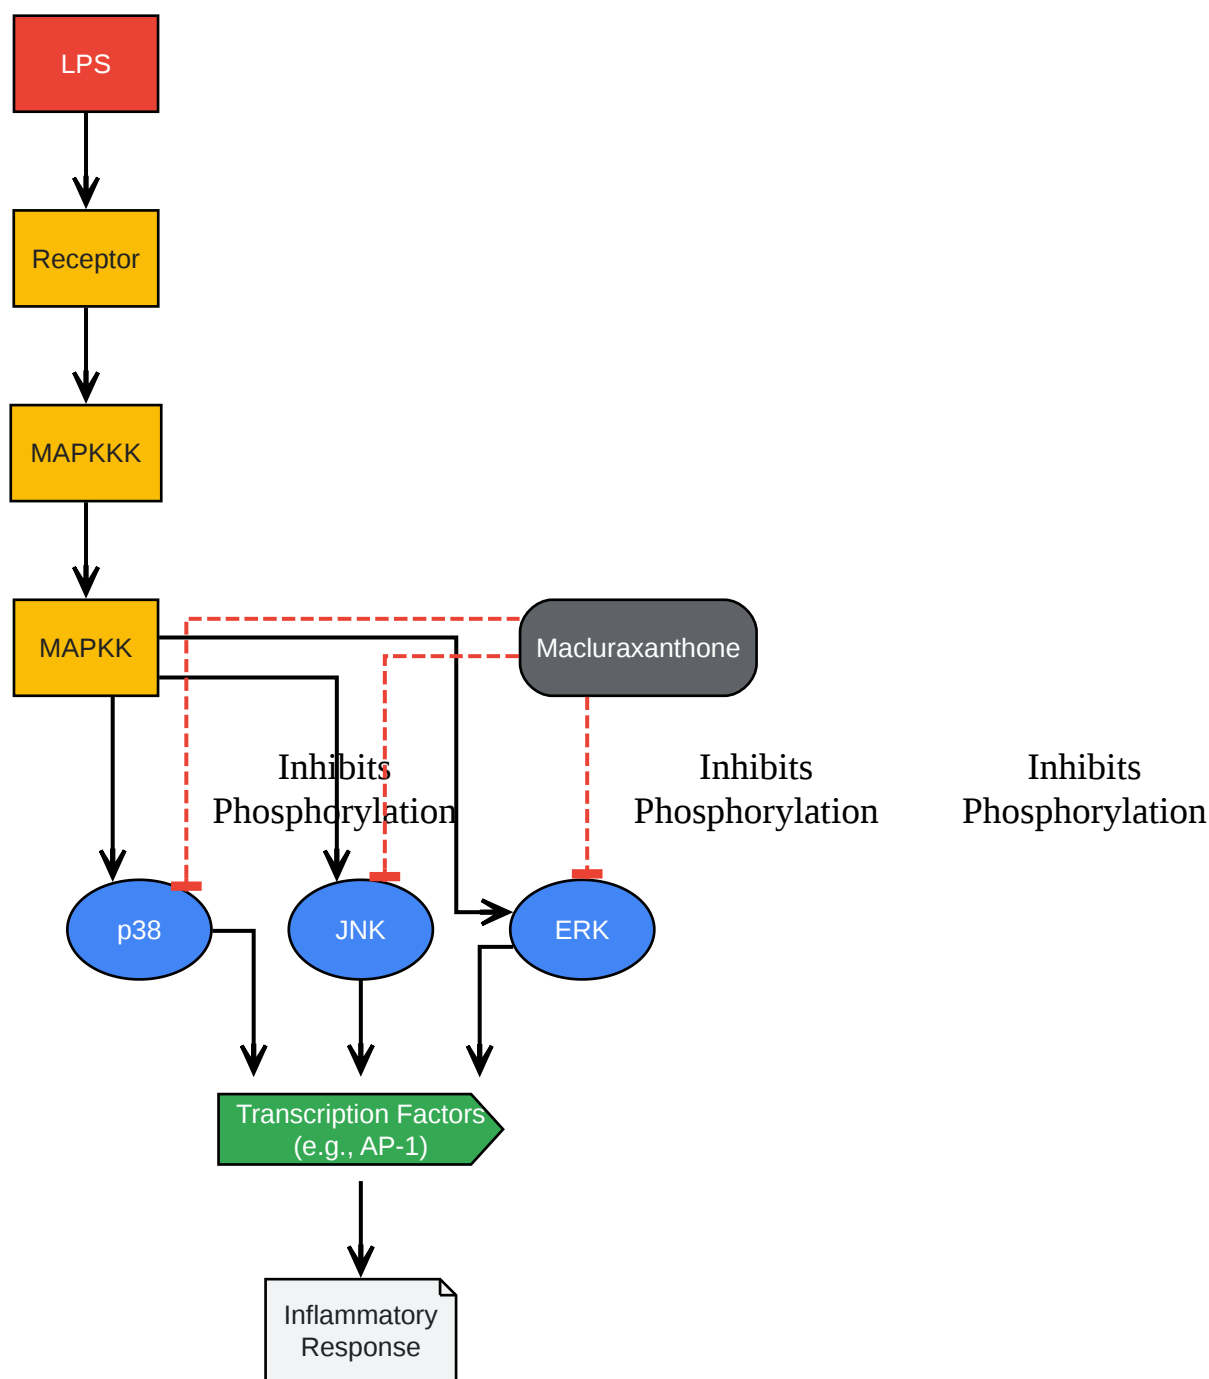 LPS
Receptor
MAPKKK
MAPKK
Macluraxanthone
Inhibits
Phosphorylation
Inhibits
Phosphorylation
Inhibits
Phosphorylation
p38
JNK
ERK
Transcription Factors
(e.g., AP-1)
Inflammatory
Response